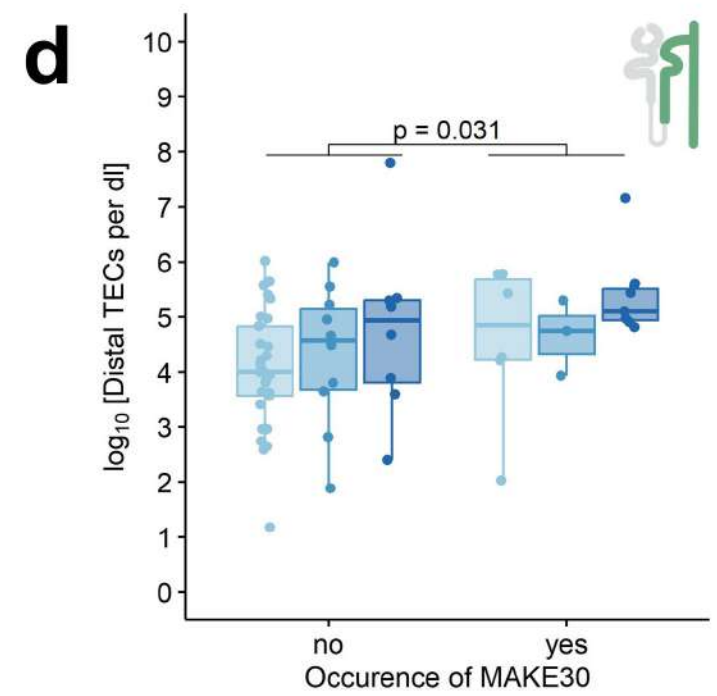 d
10
9
8
7
6
5
4
3
2
1
0
log10 [Distal TECs per dl]
p = 0.031
no yes
Occurence of MAKE30